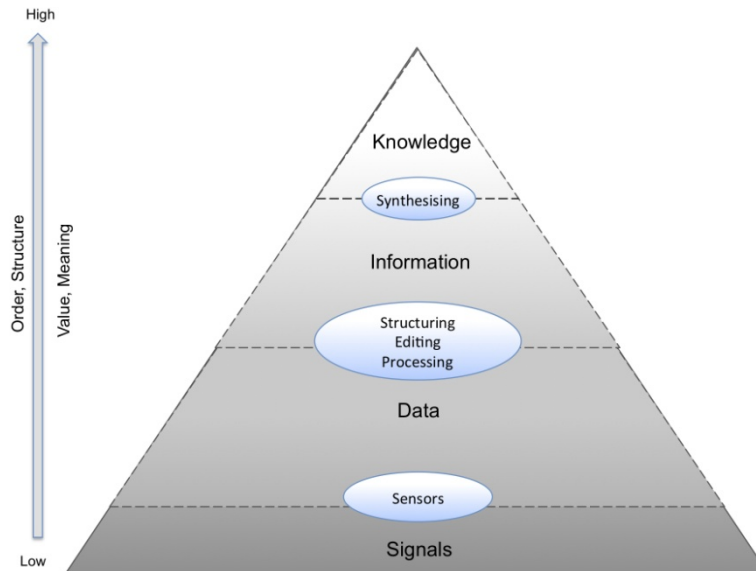 High
Knowledge
Synthesising
Information
Order, Structure
Value, Meaning
Structuring
Editing
Processing
Data
Sensors
Signals
Low